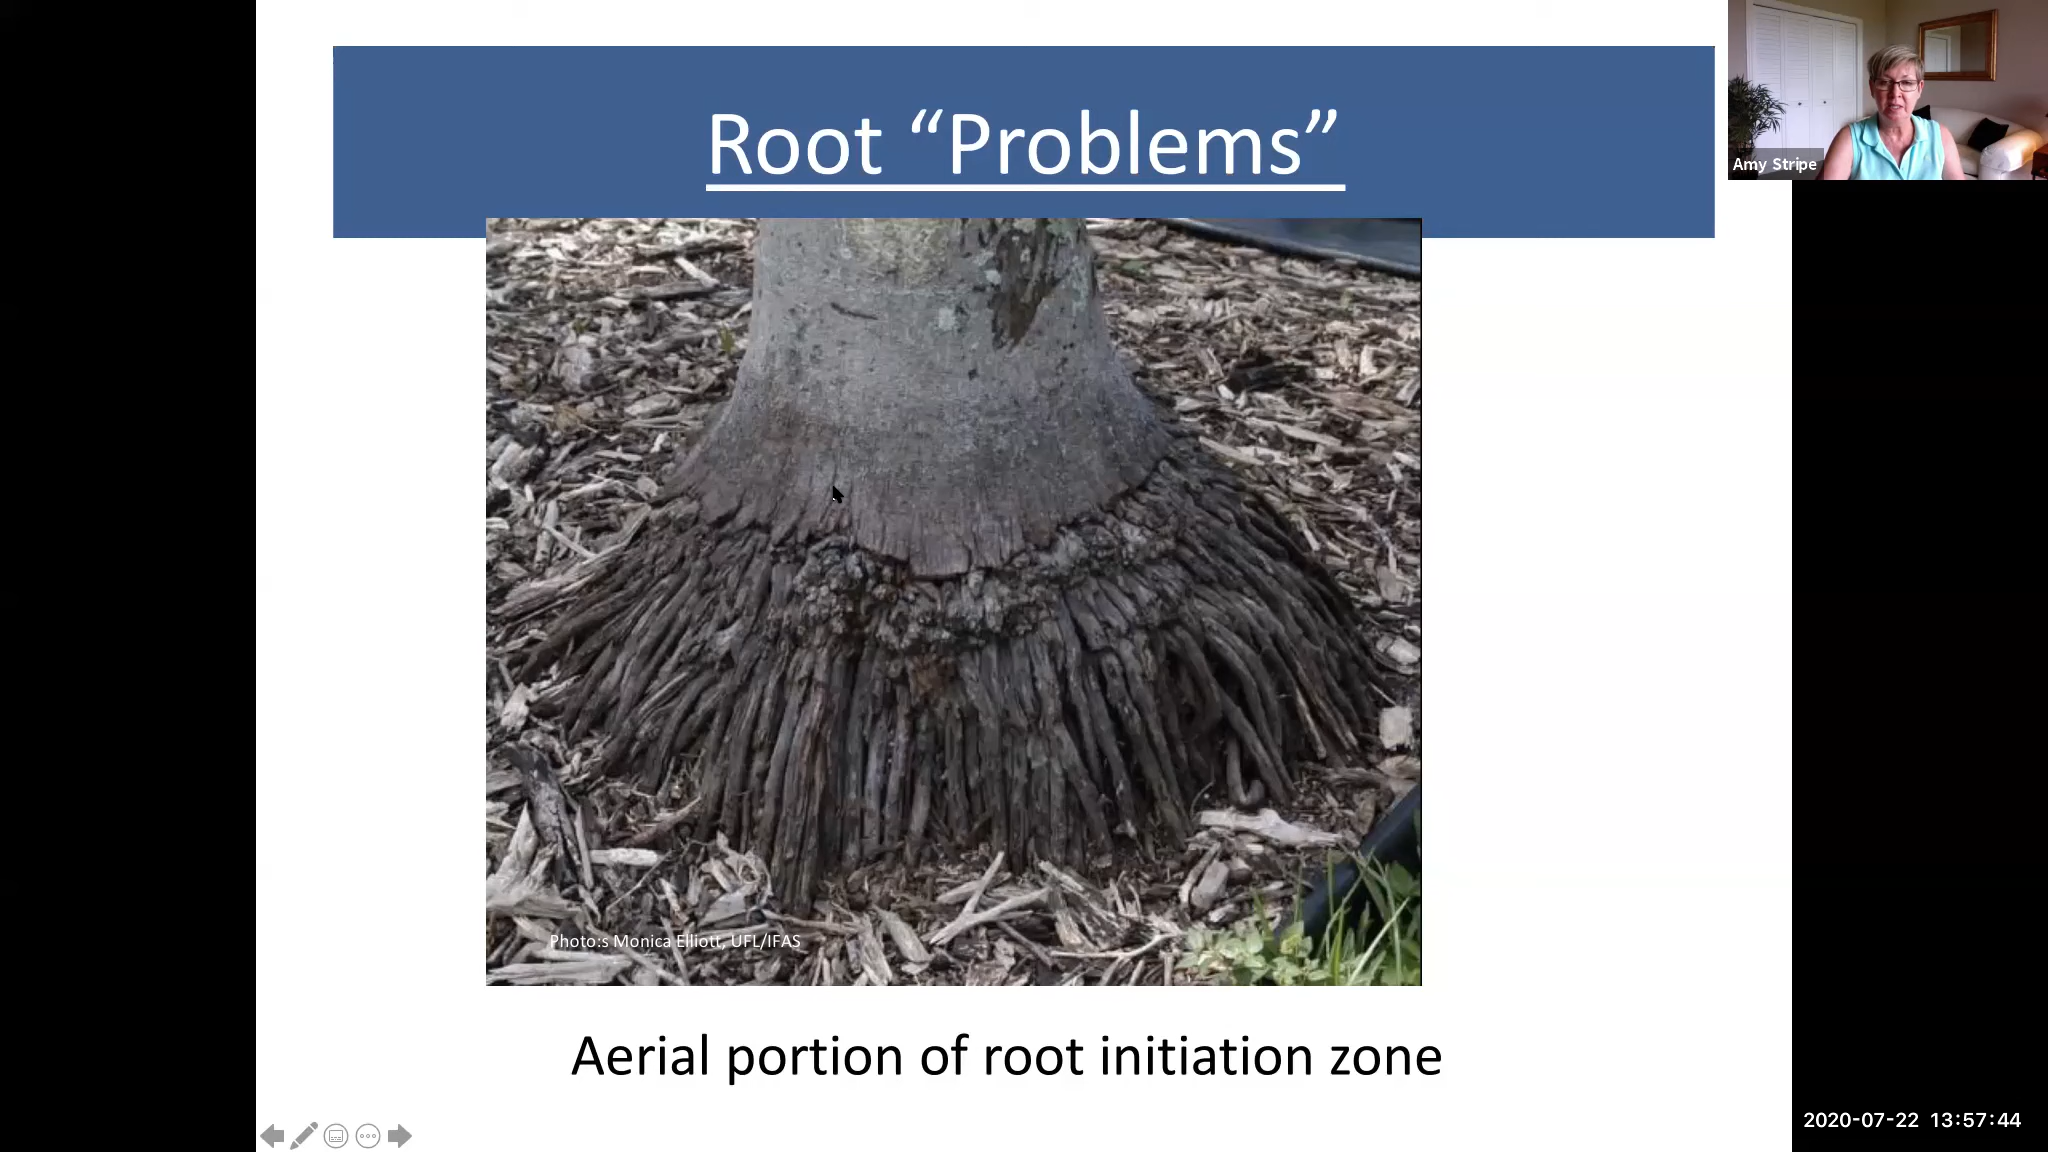 Root “Problems”
Amy Stripe
Photo:s Monica Elliott, UFL/IFAS
Aerial portion of root initiation zone
2020-07-22 13:57:44